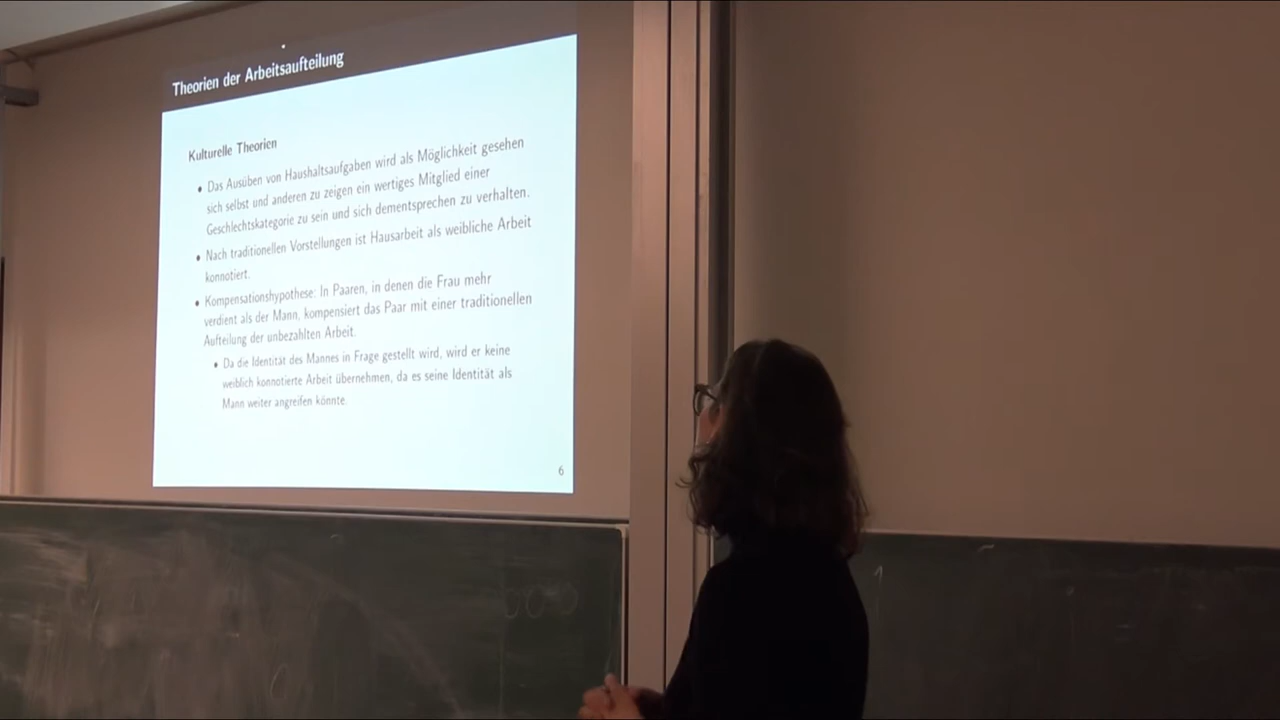 Theorien der Arbeitsaufteilung
Kulturelle Theorien
• Das Ausüben von Haushaltsaufgaben wird als Möglichkeit gesehen
sich selbst und anderen zu zeigen ein wertiges Mitglied einer
Geschlechtskategorie zu sein und sich dementsprechen zu verhalten.
• Nach traditionellen Vorstellungen ist Hausarbeit als weibliche Arbeit
konnotiert.
• Kompensationshypothese: In Paaren, in denen die Frau mehr
verdient als der Mann, kompensiert das Paar mit einer traditionellen
Aufteilung der unbezahlten Arbeit.
• Da die Identität des Mannes in Frage gestellt wird, wird er keine
weiblich konnotierte Arbeit übernehmen, da es seine Identität als
Mann weiter angreifen könnte.
6